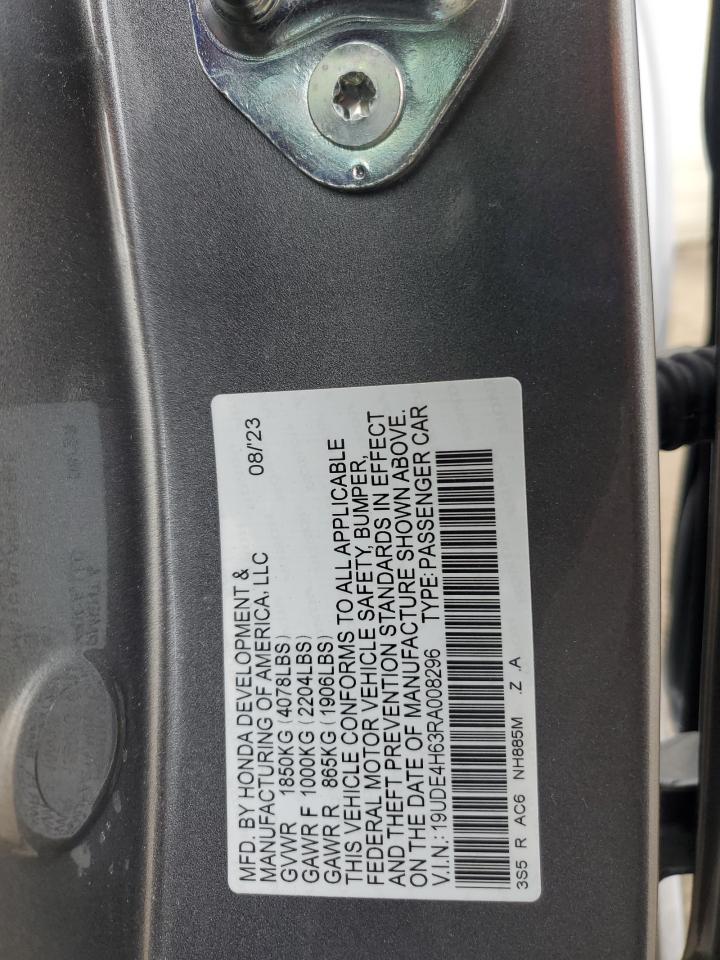 MFD. BY HONDA DEVELOPMENT & 08/'23
MANUFACTURING OF AMERICA, LLC
GVWR 1850KG (4078LBS)
GAWR F 1000KG (2204LBS)
GAWR R 865KG (1906LBS)
THIS VEHICLE CONFORMS TO ALL APPLICABLE
FEDERAL MOTOR VEHICLE SAFETY, BUMPER,
AND THEFT PREVENTION STANDARDS IN EFFECT
ON THE DATE OF MANUFACTURE SHOWN ABOVE.
V.I.N.: 19UDE4H63RA008296 TYPE: PASSENGER CAR
3S5 R AC6 NH885M .Z .A